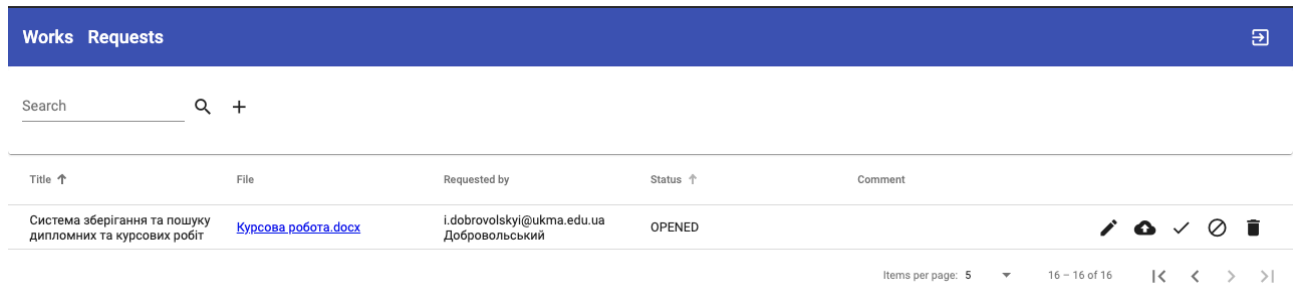 Works Requests
Search
Title File Requested by Status Comment
Система зберігання та пошуку дипломних та курсових робіт
Курсова робота.docx
i.dobrovolskyi@ukma.edu.ua
Добровольський
OPENED
Items per page: 5 16 – 16 of 16